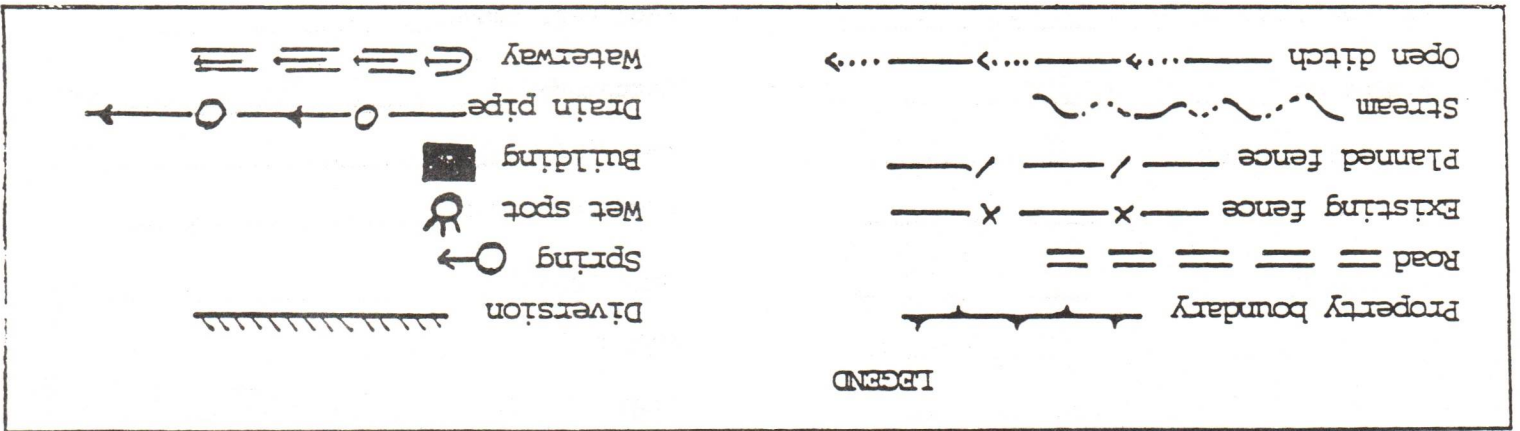 LEGEND
Property boundary
Road
Existing fence
Planned fence
Stream
Open ditch
Diversion
Spring
Wet spot
Building
Drain pipe
Waterway